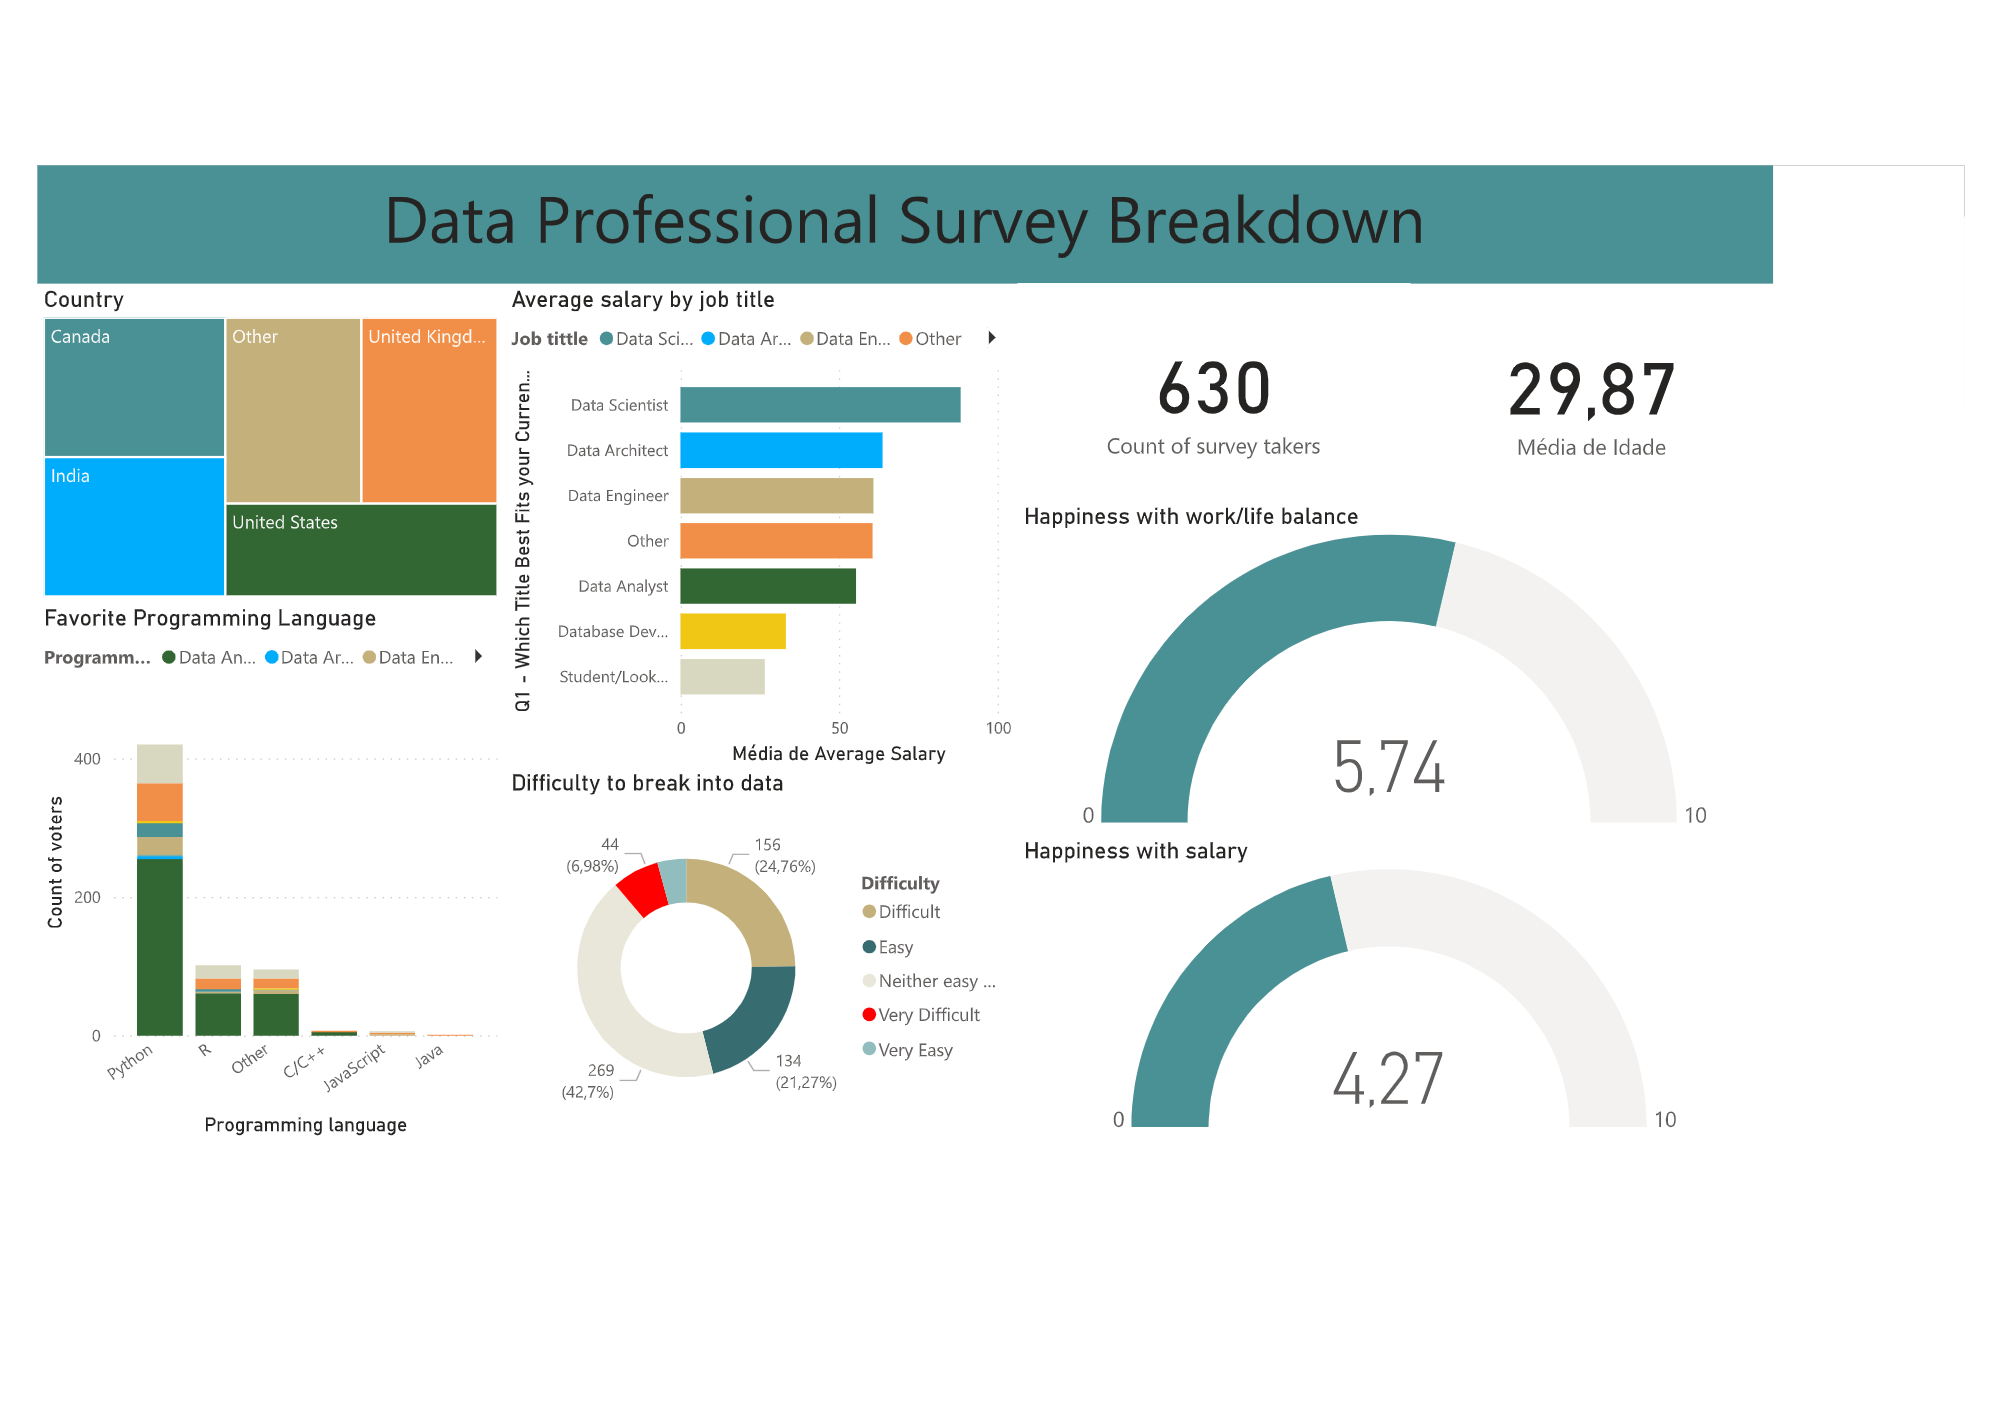 Data Professional Survey Breakdown
Country
Canada
Other
United Kingd...
India
United States
Average salary by job title
Job tittle Data Sci... Data Ar... Data En... Other
Q1 - Which Title Best Fits your Curren...
Data Scientist
Data Architect
Data Engineer
Other
Data Analyst
Database Dev...
Student/Look...
0 50 100
Média de Average Salary
630
Count of survey takers
29,87
Média de Idade
Favorite Programming Language
Programm... Data An... Data Ar... Data En...
Count of voters
400
200
0
Python
R
Other
C/C++
JavaScript
Java
Programming language
Difficulty to break into data
44
(6,98%)
156
(24,76%)
269
(42,7%)
134
(21,27%)
Difficulty
Difficult
Easy
Neither easy ...
Very Difficult
Very Easy
Happiness with work/life balance
5,74
0 10
Happiness with salary
4,27
0 10